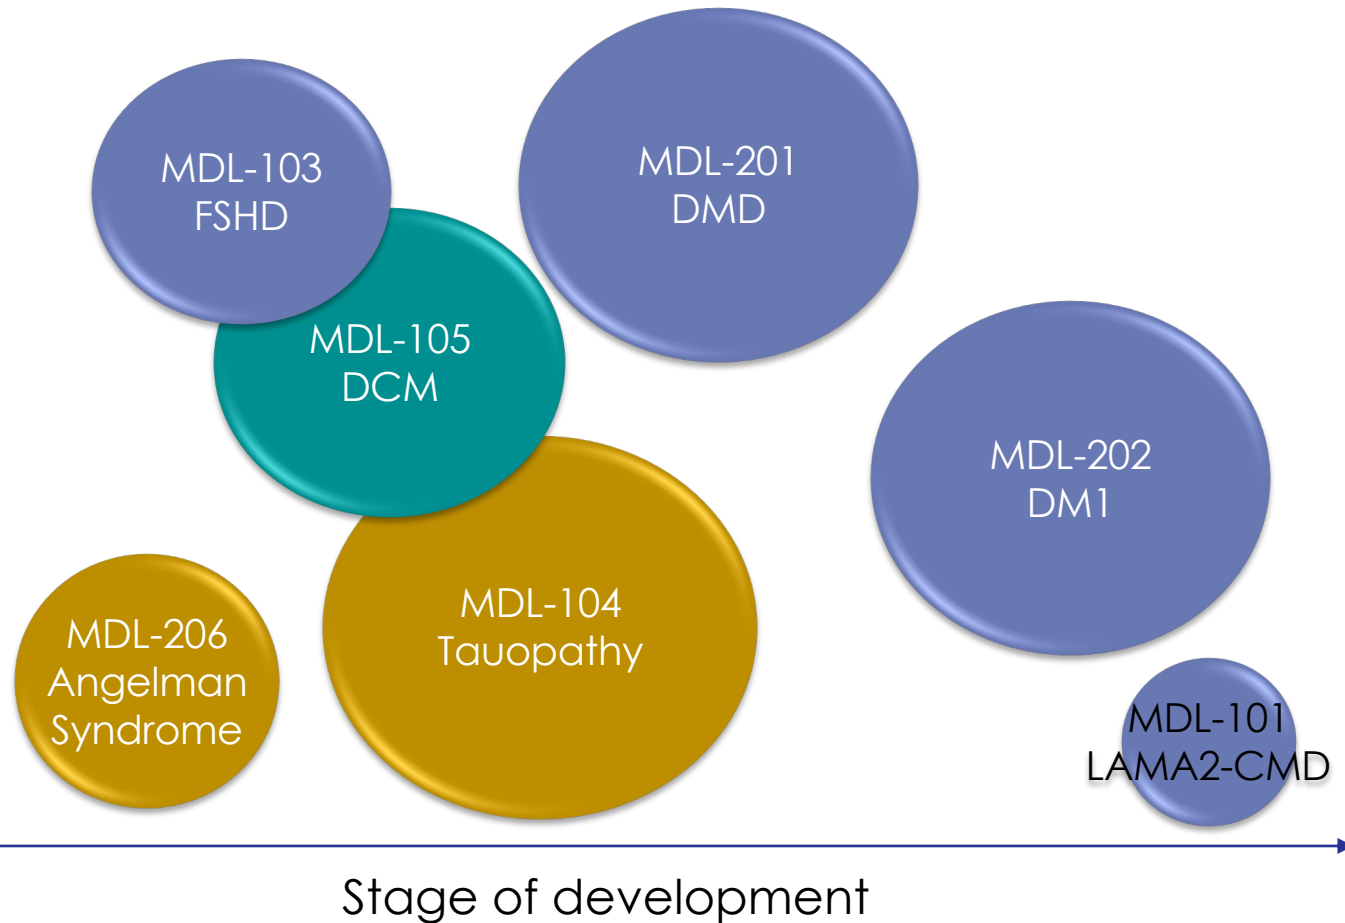 MDL-103
FSHD
MDL-201
DMD
MDL-105
DCM
MDL-202
DM1
MDL-104
Tauopathy
MDL-206
Angelman
Syndrome
MDL-101
LAMA2-CMD
Stage of development